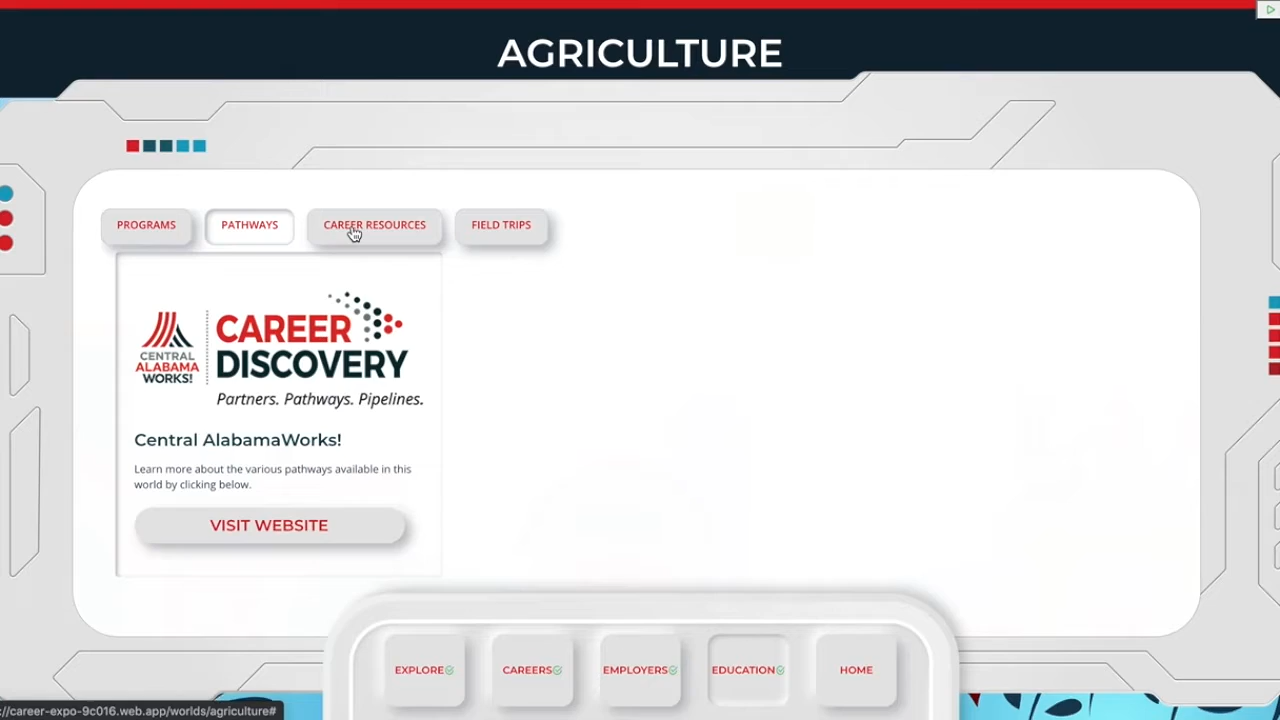 AGRICULTURE
PROGRAMS
PATHWAYS
CAREER RESOURCES
FIELD TRIPS
CENTRAL
ALABAMA
WORKS!
CAREER
DISCOVERY
Partners. Pathways. Pipelines.
Central AlabamaWorks!
Learn more about the various pathways available in this
world by clicking below.
VISIT WEBSITE
EXPLORE
CAREERS
EMPLOYERS
EDUCATION
HOME
://career-expo-9c016.web.app/worlds/agriculture#